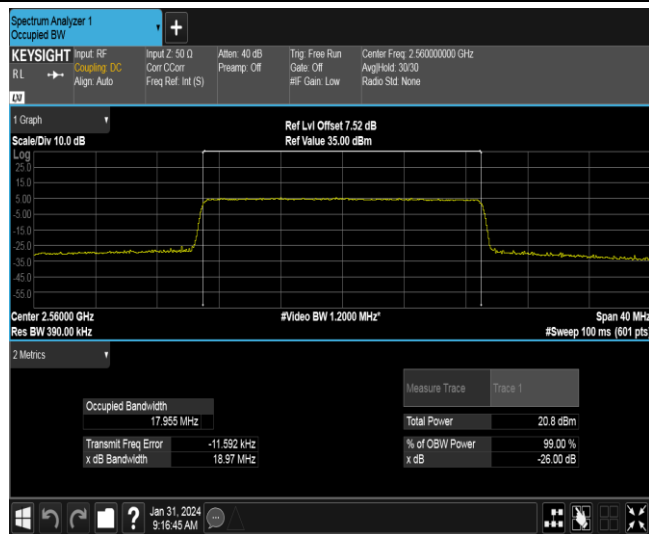 Spectrum Analyzer 1
Occupied BW
+
KEYSIGHT Input: RF Input Z: 50 Ω Atten: 40 dB Trig: Free Run Center Freq: 2.560000000 GHz
RL Coupling: DC Corr CCorr Preamp: Off Gate: Off Avg|Hold: 30/30
Align: Auto Freq Ref: Int (S) #IF Gain: Low Radio Std: None
LXI
1 Graph
Ref Lvl Offset 7.52 dB
Scale/Div 10.0 dB Ref Value 35.00 dBm
Log
25.0
15.0
5.00
-5.00
-15.0
-25.0
-35.0
-45.0
-55.0
Center 2.56000 GHz #Video BW 1.2000 MHz* Span 40 MHz
Res BW 390.00 kHz #Sweep 100 ms (601 pts)
2 Metrics
Measure Trace Trace 1
Occupied Bandwidth
17.955 MHz Total Power 20.8 dBm
Transmit Freq Error -11.592 kHz % of OBW Power 99.00 %
x dB Bandwidth 18.97 MHz x dB -26.00 dB
? Jan 31, 2024
9:16:45 AM